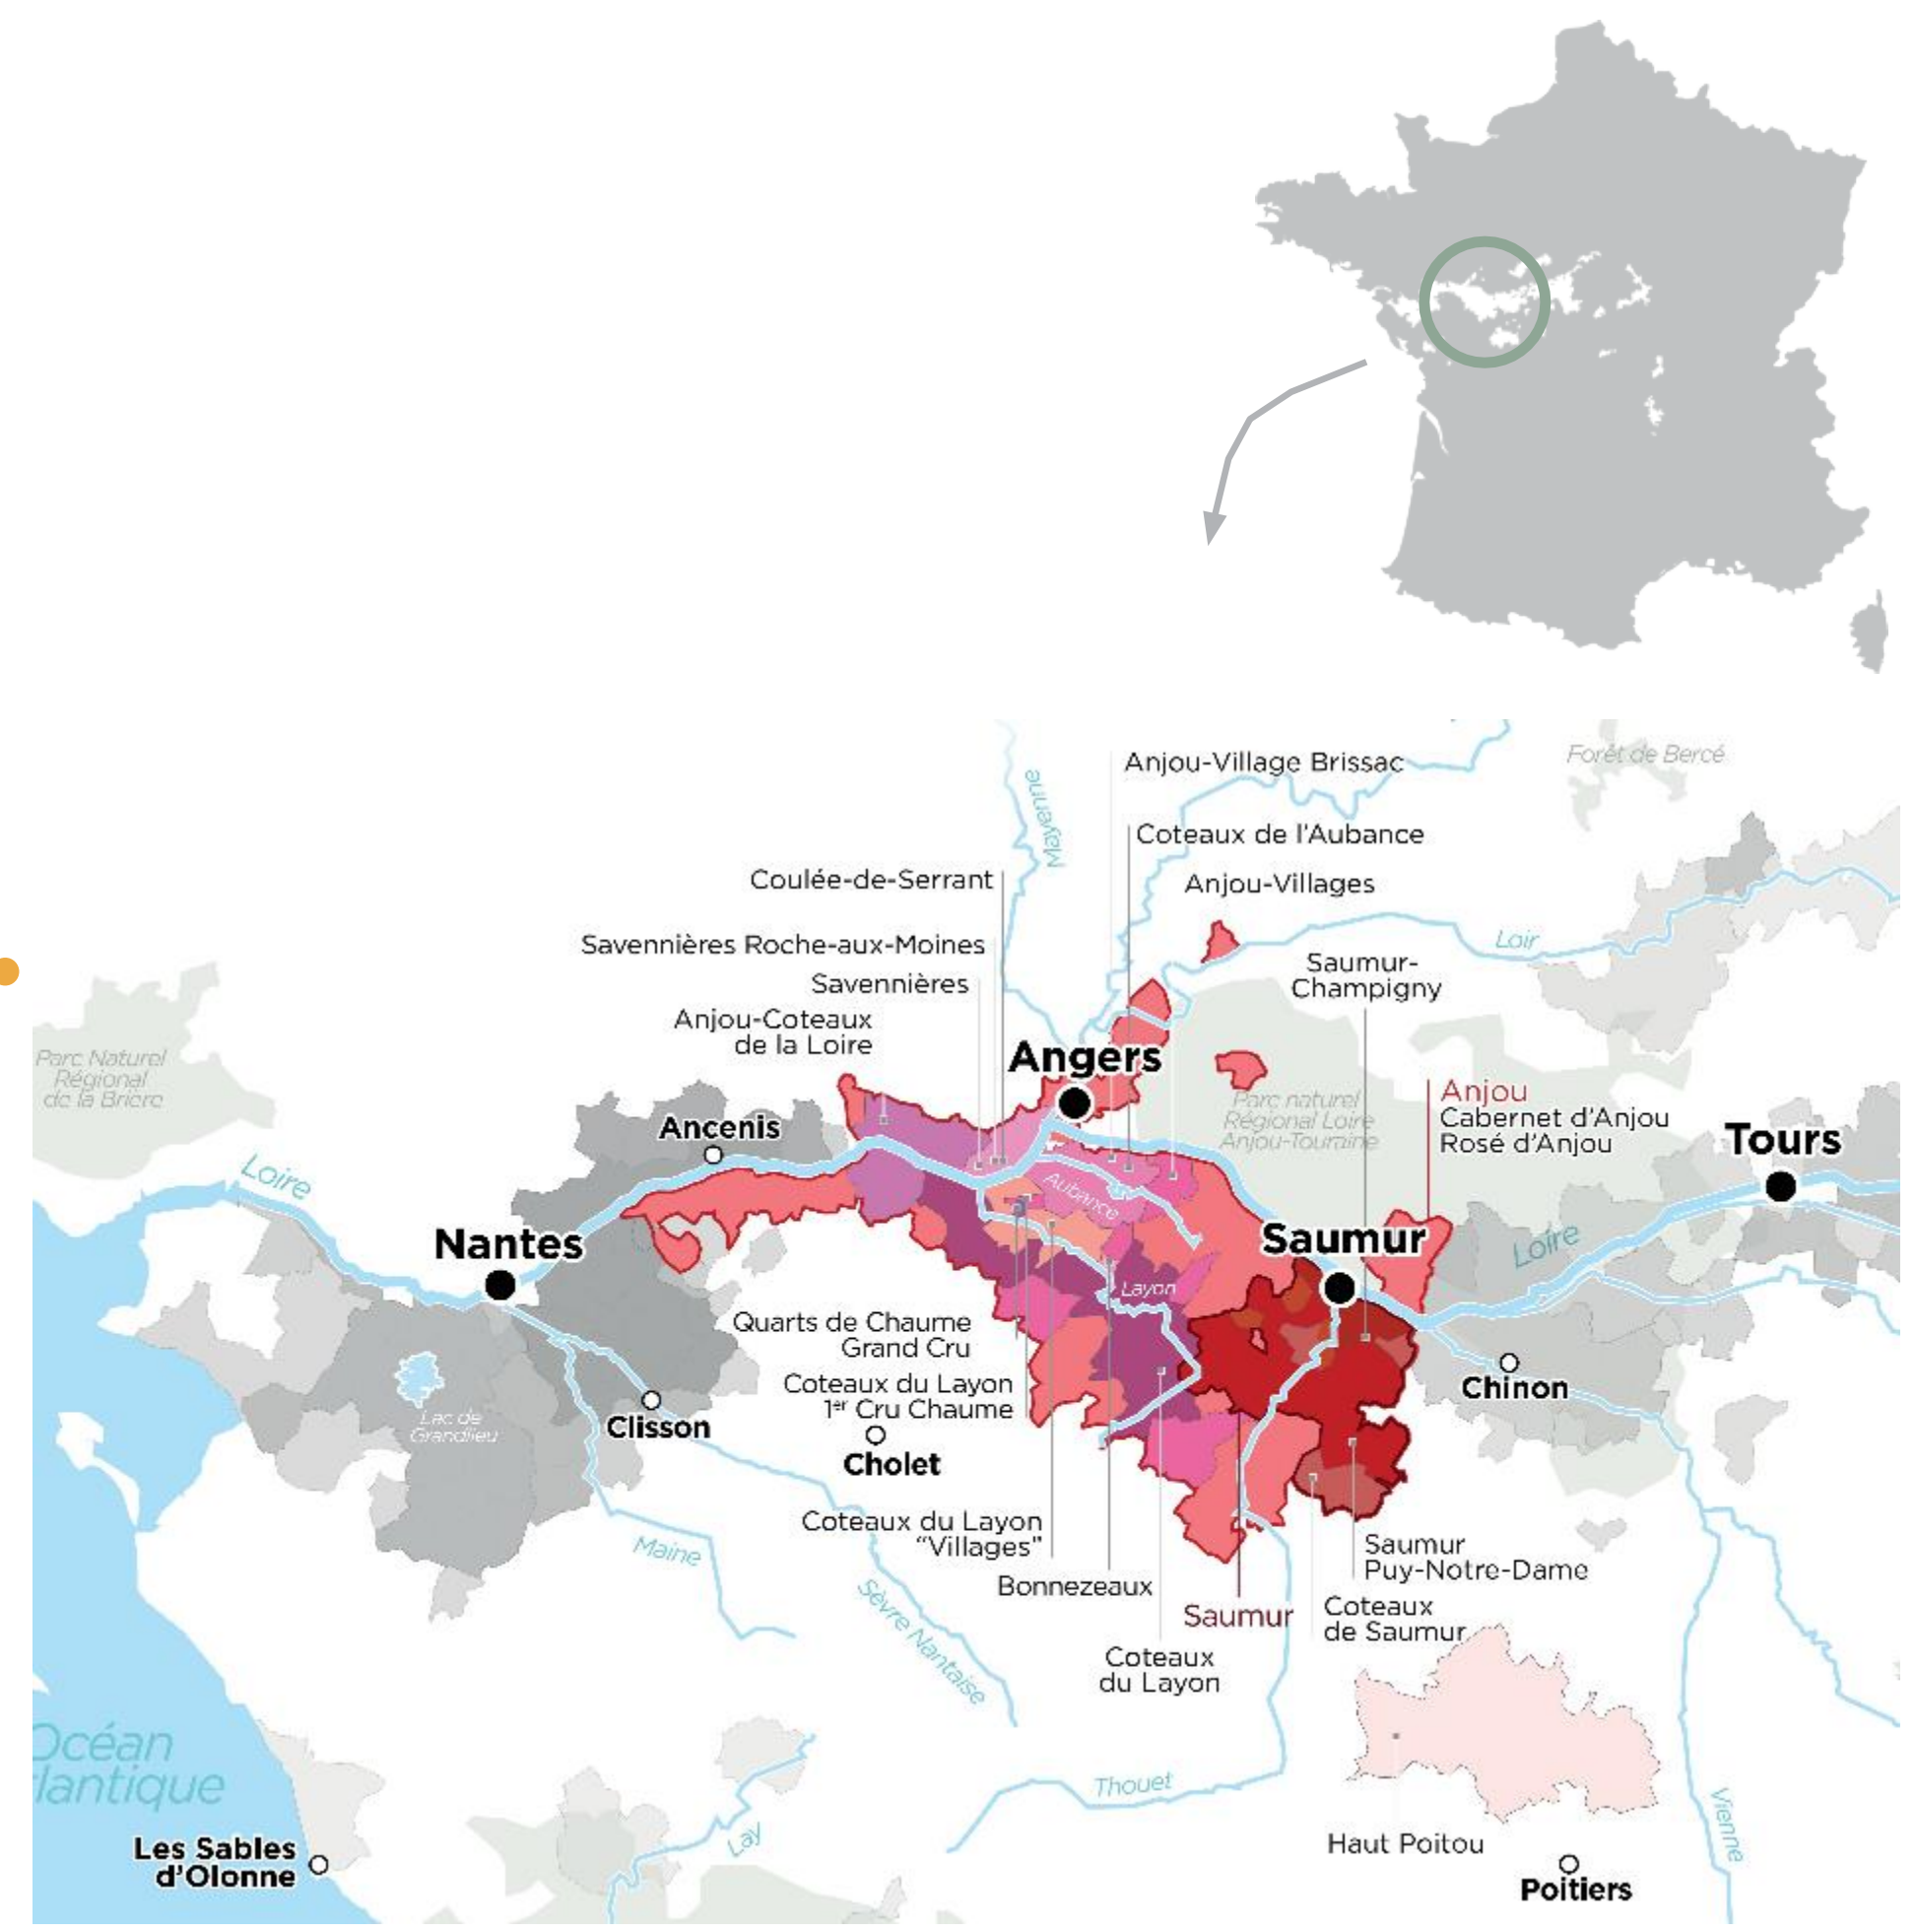 Anjou-Village Brissac
Forêt de Bercé
Mayenne
Coteaux de l'Aubance
Coulée-de-Serrant
Anjou-Villages
Savennières Roche-aux-Moines
Loir
Savennières
Saumur-
Champigny
Anjou-Coteaux
de la Loire
Angers
Parc Naturel
Régional
de la Brière
Anjou
Cabernet d'Anjou
Rosé d'Anjou
Parc naturel
Régional Loire
Anjou-Touraine
Ancenis
Tours
Loire
Aubance
Nantes
Saumur
Loire
Layon
Quarts de Chaume
Grand Cru
Coteaux du Layon
1er Cru Chaume
Chinon
Lac de
Grandlieu
Clisson
Cholet
Coteaux du Layon
"Villages"
Maine
Saumur
Puy-Notre-Dame
Bonnezeaux
Sèvre Nantaise
Saumur
Coteaux
de Saumur
Coteaux
du Layon
Océan
tlantique
Thouet
Vienne
Lay
Haut Poitou
Les Sables
d'Olonne
Poitiers